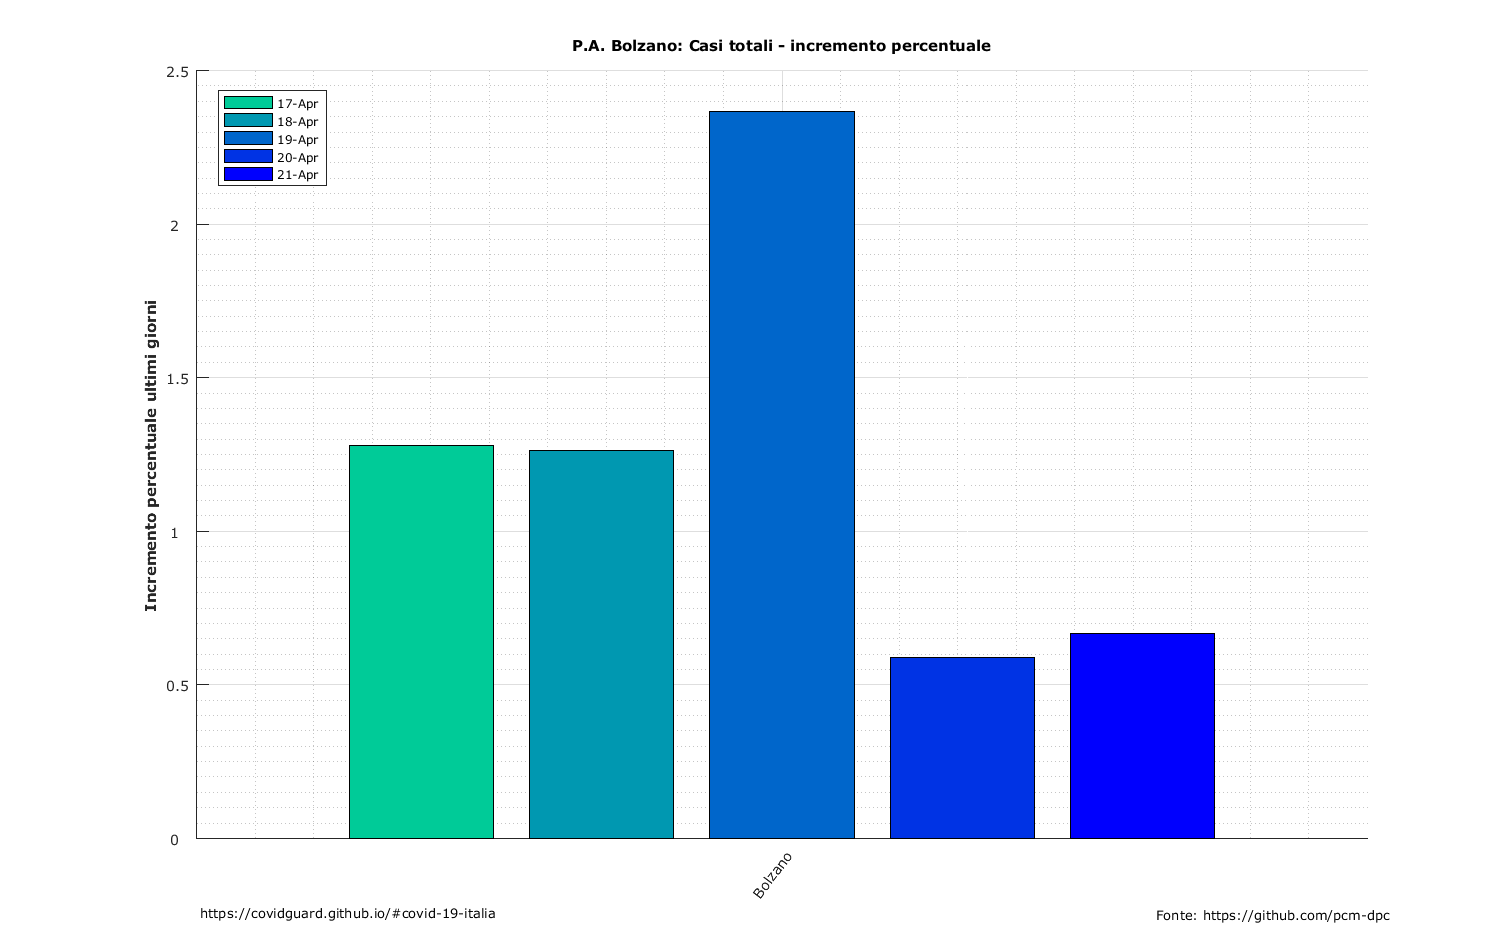 P.A. Bolzano: Casi totali - incremento percentuale
Incremento percentuale ultimi giorni
2.5
2
1.5
1
0.5
0
17-Apr
18-Apr
19-Apr
20-Apr
21-Apr
Bolzano
https://covidguard.github.io/#covid-19-italia
Fonte: https://github.com/pcm-dpc